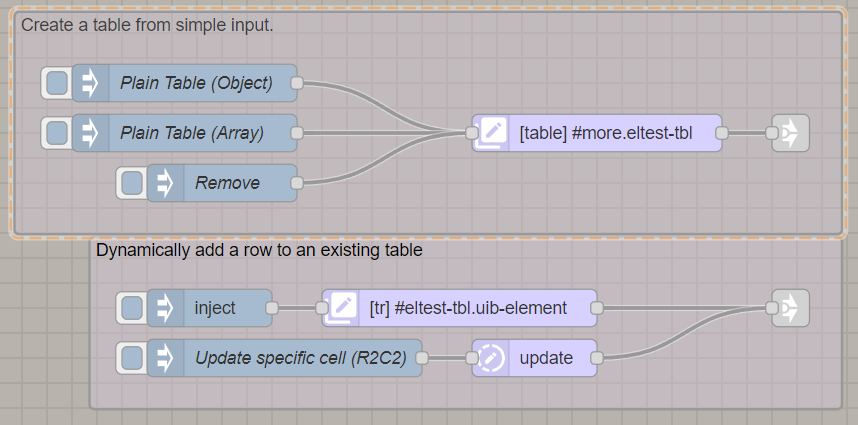 Create a table from simple input.
Plain Table (Object)
Plain Table (Array)
[table] #more.eltest-tbl
Remove
Dynamically add a row to an existing table
inject
[tr] #eltest-tbl.uib-element
Update specific cell (R2C2)
update